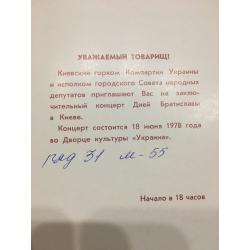 УВАЖАЕМЫЙ ТОВАРИЩ!
Киевский горком Компартии Украины
и исполком городского Совета народных
депутатов приглашают Вас на заклю-
чительный концерт Дней Братиславы
в Киеве.
Концерт состоится 18 июня 1978 года
во Дворце культуры «Украина».
ряд 31 м-55
Начало в 18 часов